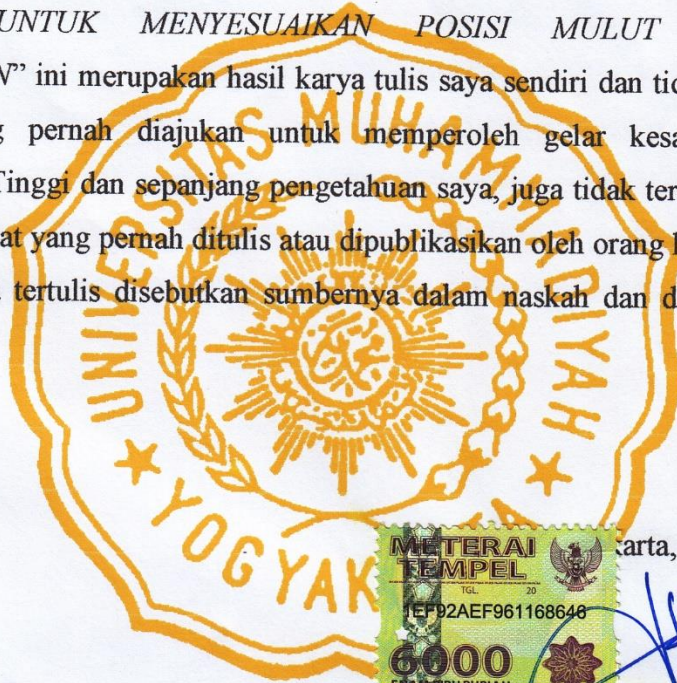 UNTUK MENYESUAIKAN POSISI MULUT
N” ini merupakan hasil karya tulis saya sendiri dan tid
g pernah diajukan untuk memperoleh gelar kesa
Tinggi dan sepanjang pengetahuan saya, juga tidak ter
at yang pernah ditulis atau dipublikasikan oleh orang l
tertulis disebutkan sumbernya dalam naskah dan d
UNIVERSITAS MUHAMMADIYAH
YOGYAK
karta,
METERAI
TEMPEL
TGL. 20
1EF92AEF961168646
6000